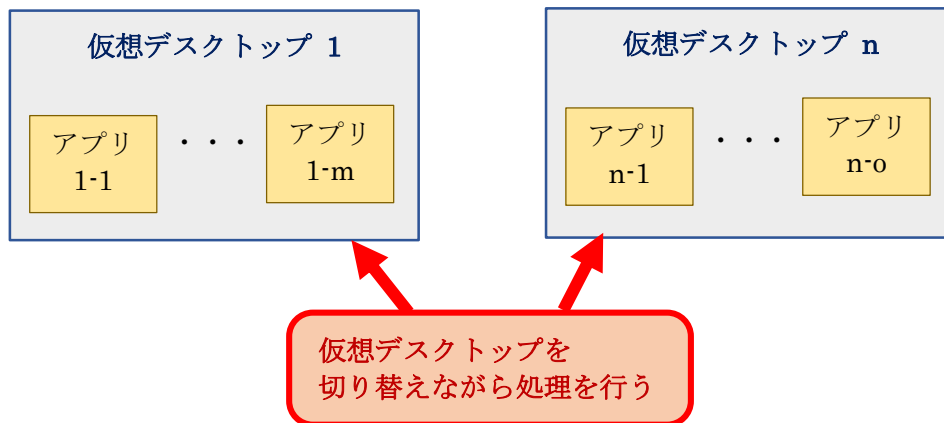 仮想デスクトップ 1
アプリ
1-1
・・・
アプリ
1-m
仮想デスクトップ n
アプリ
n-1
・・・
アプリ
n-o
仮想デスクトップを
切り替えながら処理を行う